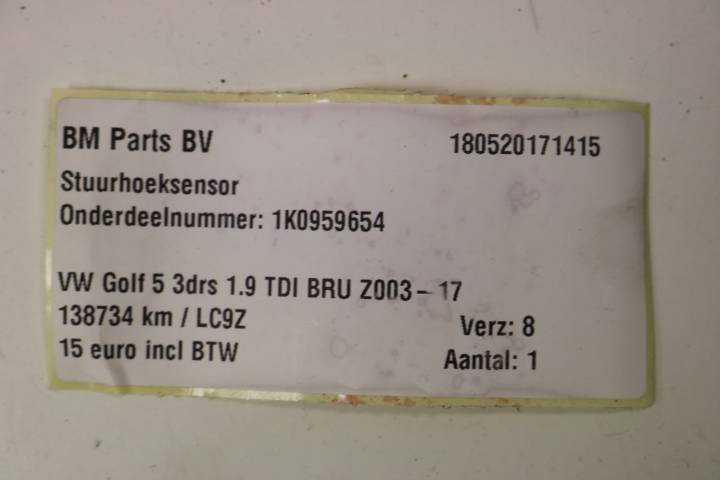 BM Parts BV 180520171415
Stuurhoeksensor
Onderdeelnummer: 1K0959654
VW Golf 5 3drs 1.9 TDI BRU Z003-17
138734 km / LC9Z Verz: 8
15 euro incl BTW Aantal: 1